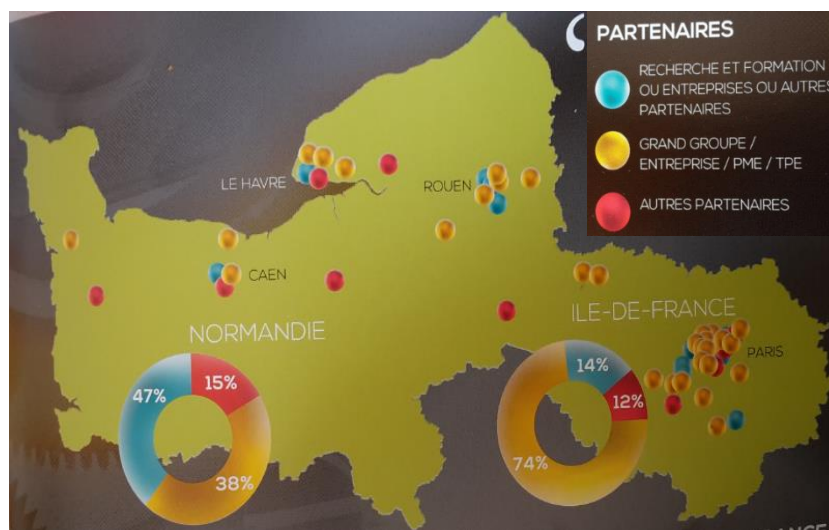 PARTENAIRES
RECHERCHE ET FORMATION
OU ENTREPRISES OU AUTRES
PARTENAIRES
GRAND GROUPE /
ENTREPRISE / PME / TPE
AUTRES PARTENAIRES
LE HAVRE
ROUEN
CAEN
NORMANDIE
ILE-DE-FRANCE
PARIS
47%
15%
38%
14%
12%
74%